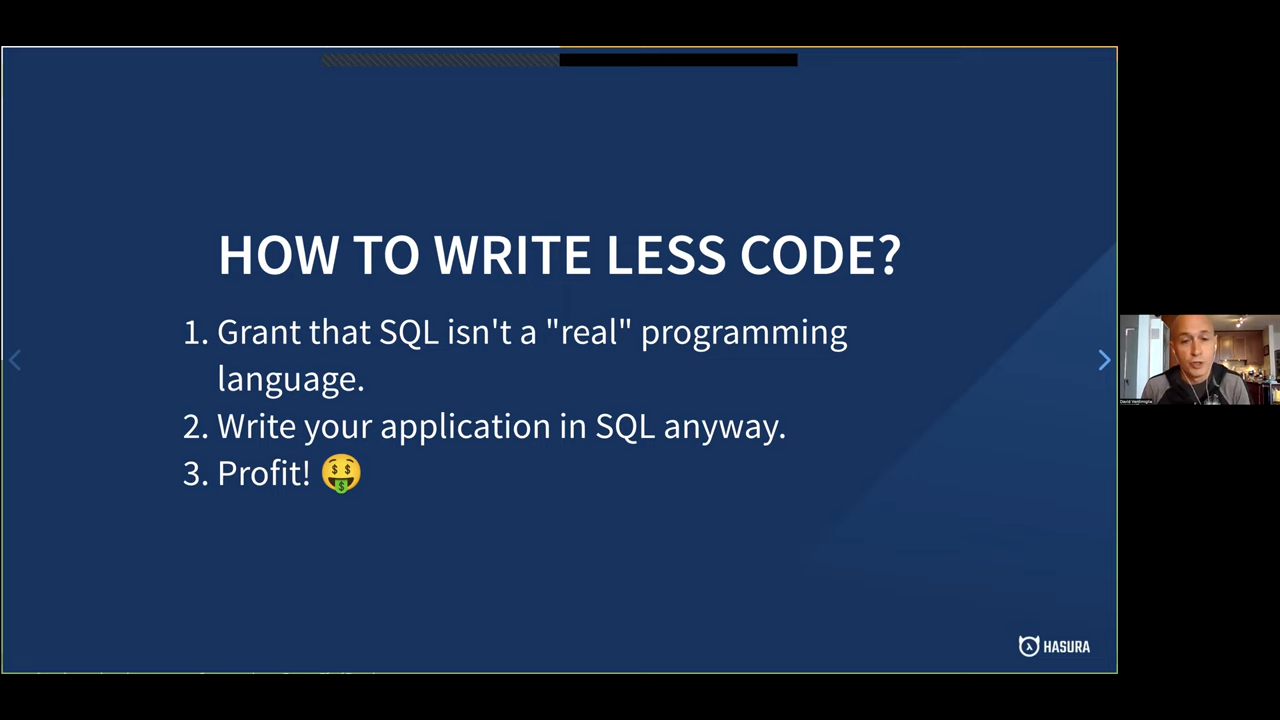 HOW TO WRITE LESS CODE?
1. Grant that SQL isn't a "real" programming
language.
2. Write your application in SQL anyway.
3. Profit! 🤑
HASURA